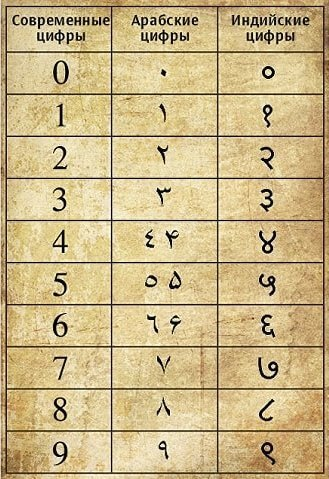 Современные цифры Арабские цифры Индийские цифры
0 ٠ ०
1 ١ १
2 ٢ २
3 ٣ ३
4 ٤ ۴ ४
5 ٥ ۵ ५
6 ٦ ۶ ६
7 ٧ ७
8 ٨ ८
9 ٩ ९